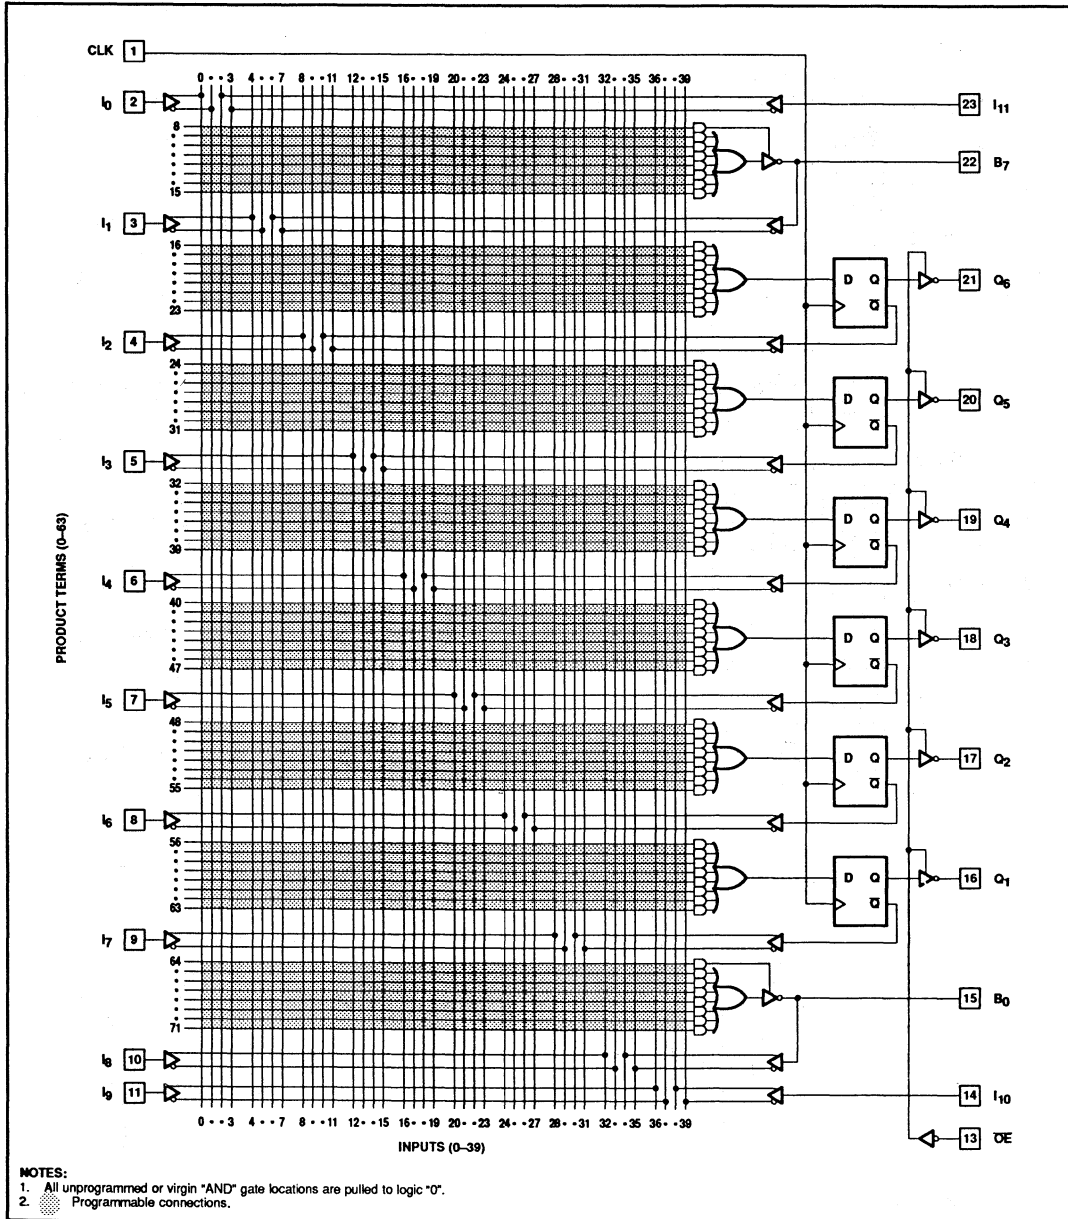 CLK 1
0 • • 3 4 • • 7 8 • • 11 12 • • 15 16 • • 19 20 • • 23 24 • • 27 28 • • 31 32 • • 35 36 • • 39
I0 2
23 I11
8
22 B7
15
I1 3
16
D Q
21 Q6
Q̅
23
I2 4
24
D Q
20 Q5
Q̅
31
I3 5
32
D Q
19 Q4
Q̅
39
I4 6
40
D Q
18 Q3
Q̅
47
I5 7
48
D Q
17 Q2
Q̅
55
I6 8
56
D Q
16 Q1
Q̅
63
I7 9
64
15 B0
71
I8 10
I9 11
14 I10
0 • • 3 4 • • 7 8 • • 11 12 • • 15 16 • • 19 20 • • 23 24 • • 27 28 • • 31 32 • • 35 36 • • 39
13 O̅E̅
INPUTS (0–39)
PRODUCT TERMS (0–63)
NOTES:
1. All unprogrammed or virgin "AND" gate locations are pulled to logic "0".
2. Programmable connections.